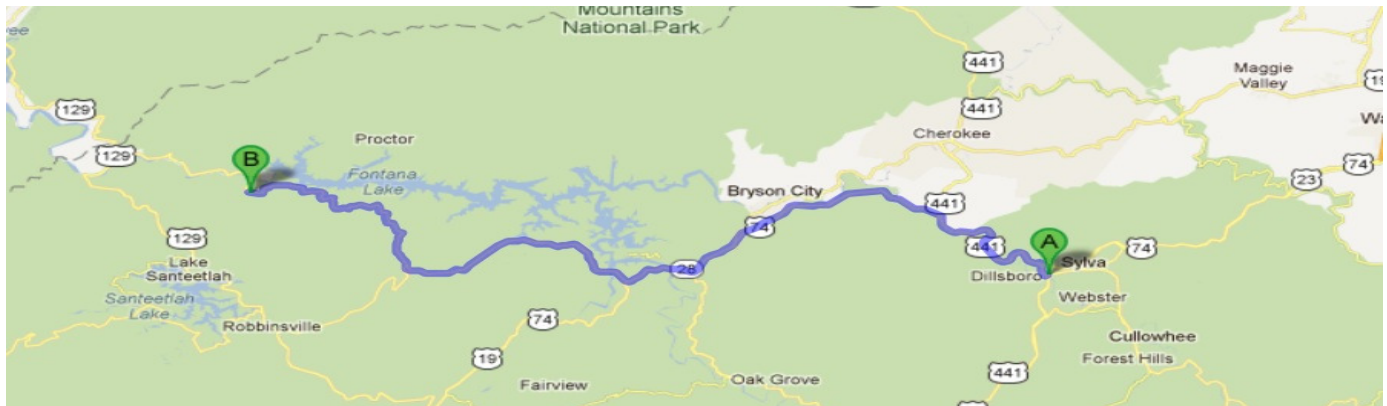 Mountains
National Park
441
Maggie
Valley
19
129
441
Wa
Proctor
Cherokee
129
B
74
Fontana
Lake
Bryson City
23
441
74
129
A
441
74
Lake
Santeetlah
28
Dillsboro
Sylva
Santeetlah
Lake
Webster
Robbinsville
74
Cullowhee
19
Forest Hills
441
Fairview
Oak Grove